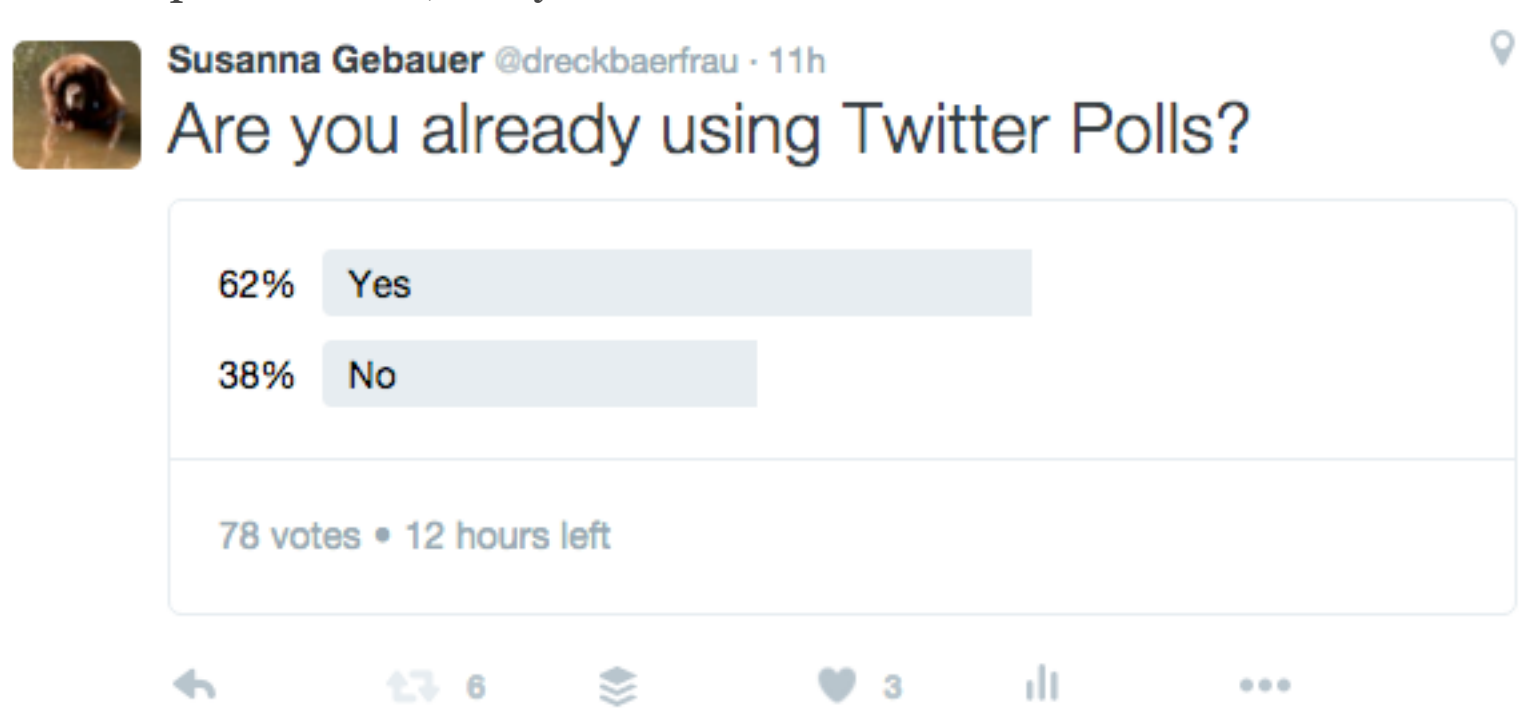 Susanna Gebauer @dreckbaerfrau · 11h
Are you already using Twitter Polls?
62% Yes
38% No
78 votes • 12 hours left
6 3